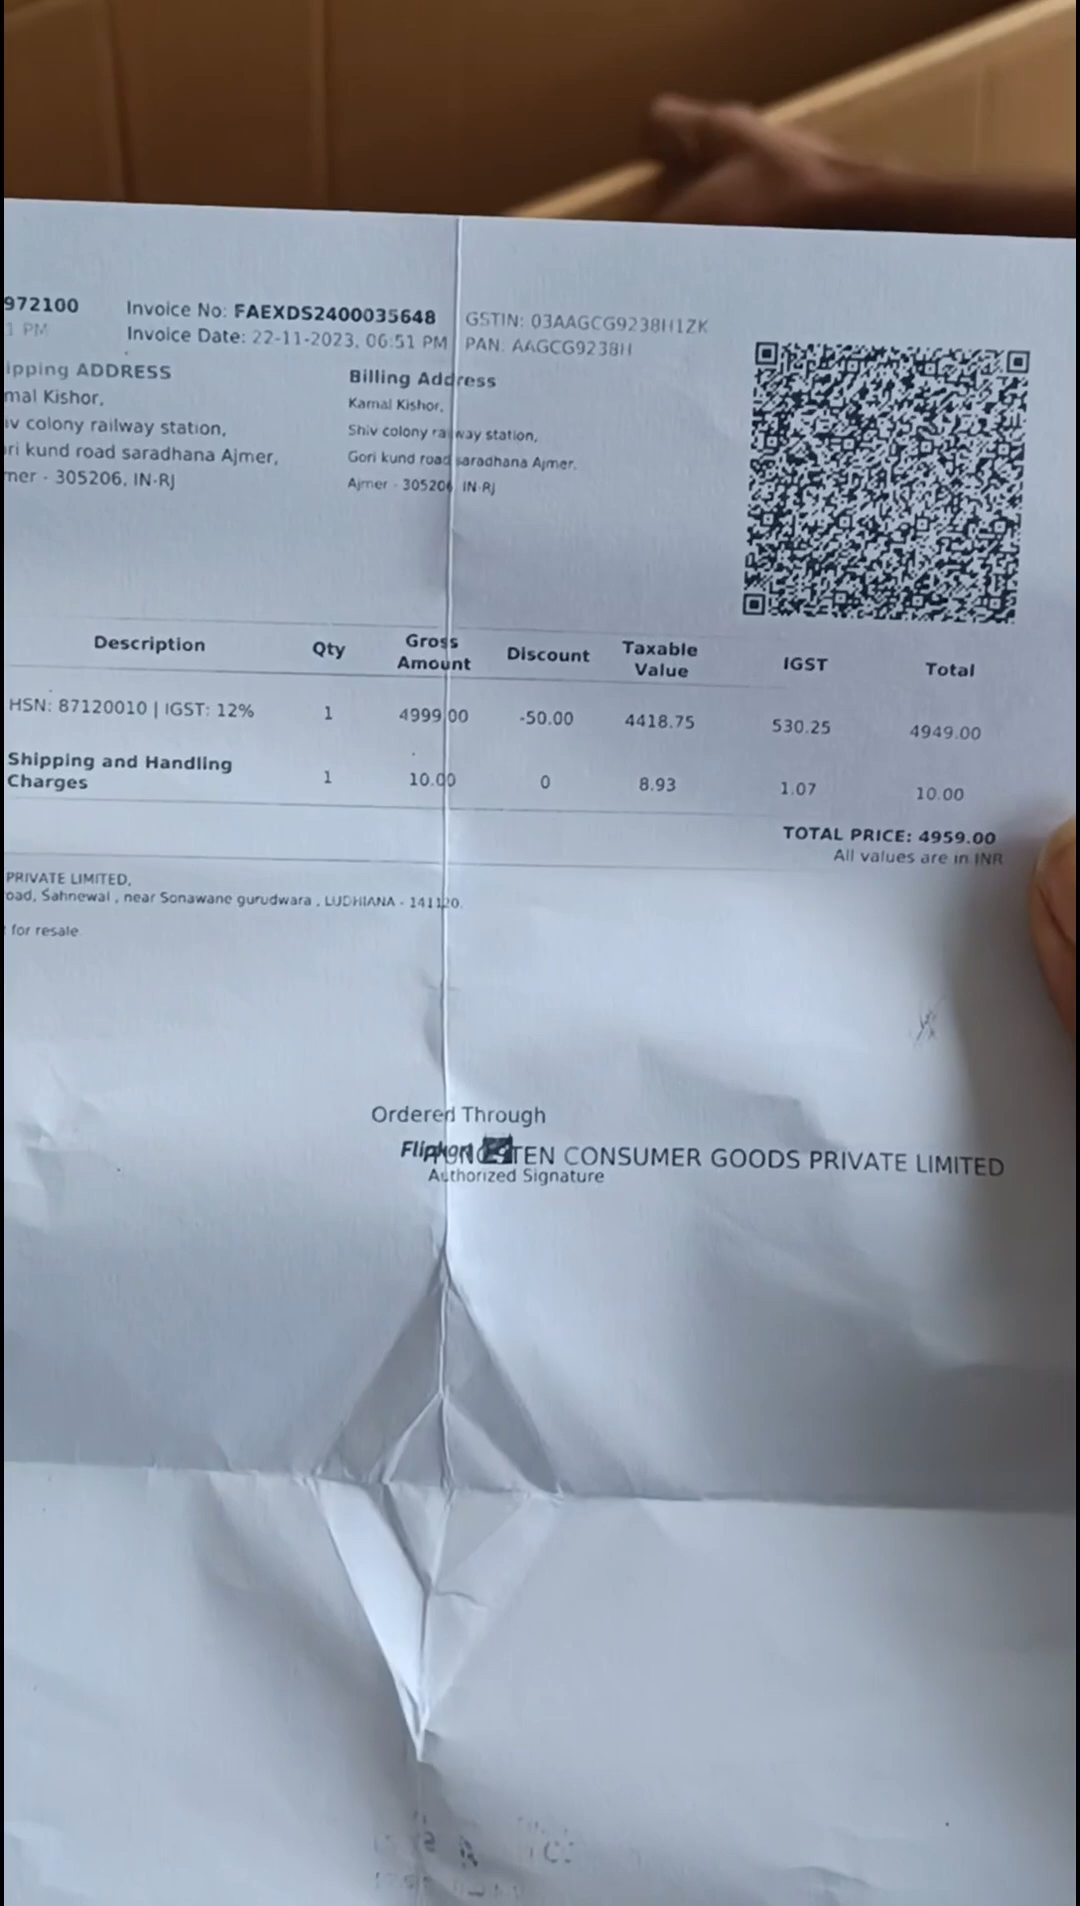 972100
1 PM
Invoice No: FAEXDS2400035648
Invoice Date: 22-11-2023, 06:51 PM
GSTIN: 03AAGCG9238H1ZK
PAN: AAGCG9238H
ipping ADDRESS
mal Kishor,
iv colony railway station,
ri kund road saradhana Ajmer,
mer - 305206, IN-RJ
Billing Address
Kamal Kishor,
Shiv colony railway station,
Gori kund road saradhana Ajmer,
Ajmer - 305206 IN-RJ
Description Qty Gross Amount Discount Taxable Value IGST Total
HSN: 87120010 | IGST: 12% 1 4999.00 -50.00 4418.75 530.25 4949.00
Shipping and Handling Charges 1 10.00 0 8.93 1.07 10.00
TOTAL PRICE: 4959.00
All values are in INR
PRIVATE LIMITED,
oad, Sahnewal , near Sonawane gurudwara , LUDHIANA - 141120.
for resale.
Ordered Through
Flipkart
CONSUMER GOODS PRIVATE LIMITED
Authorized Signature